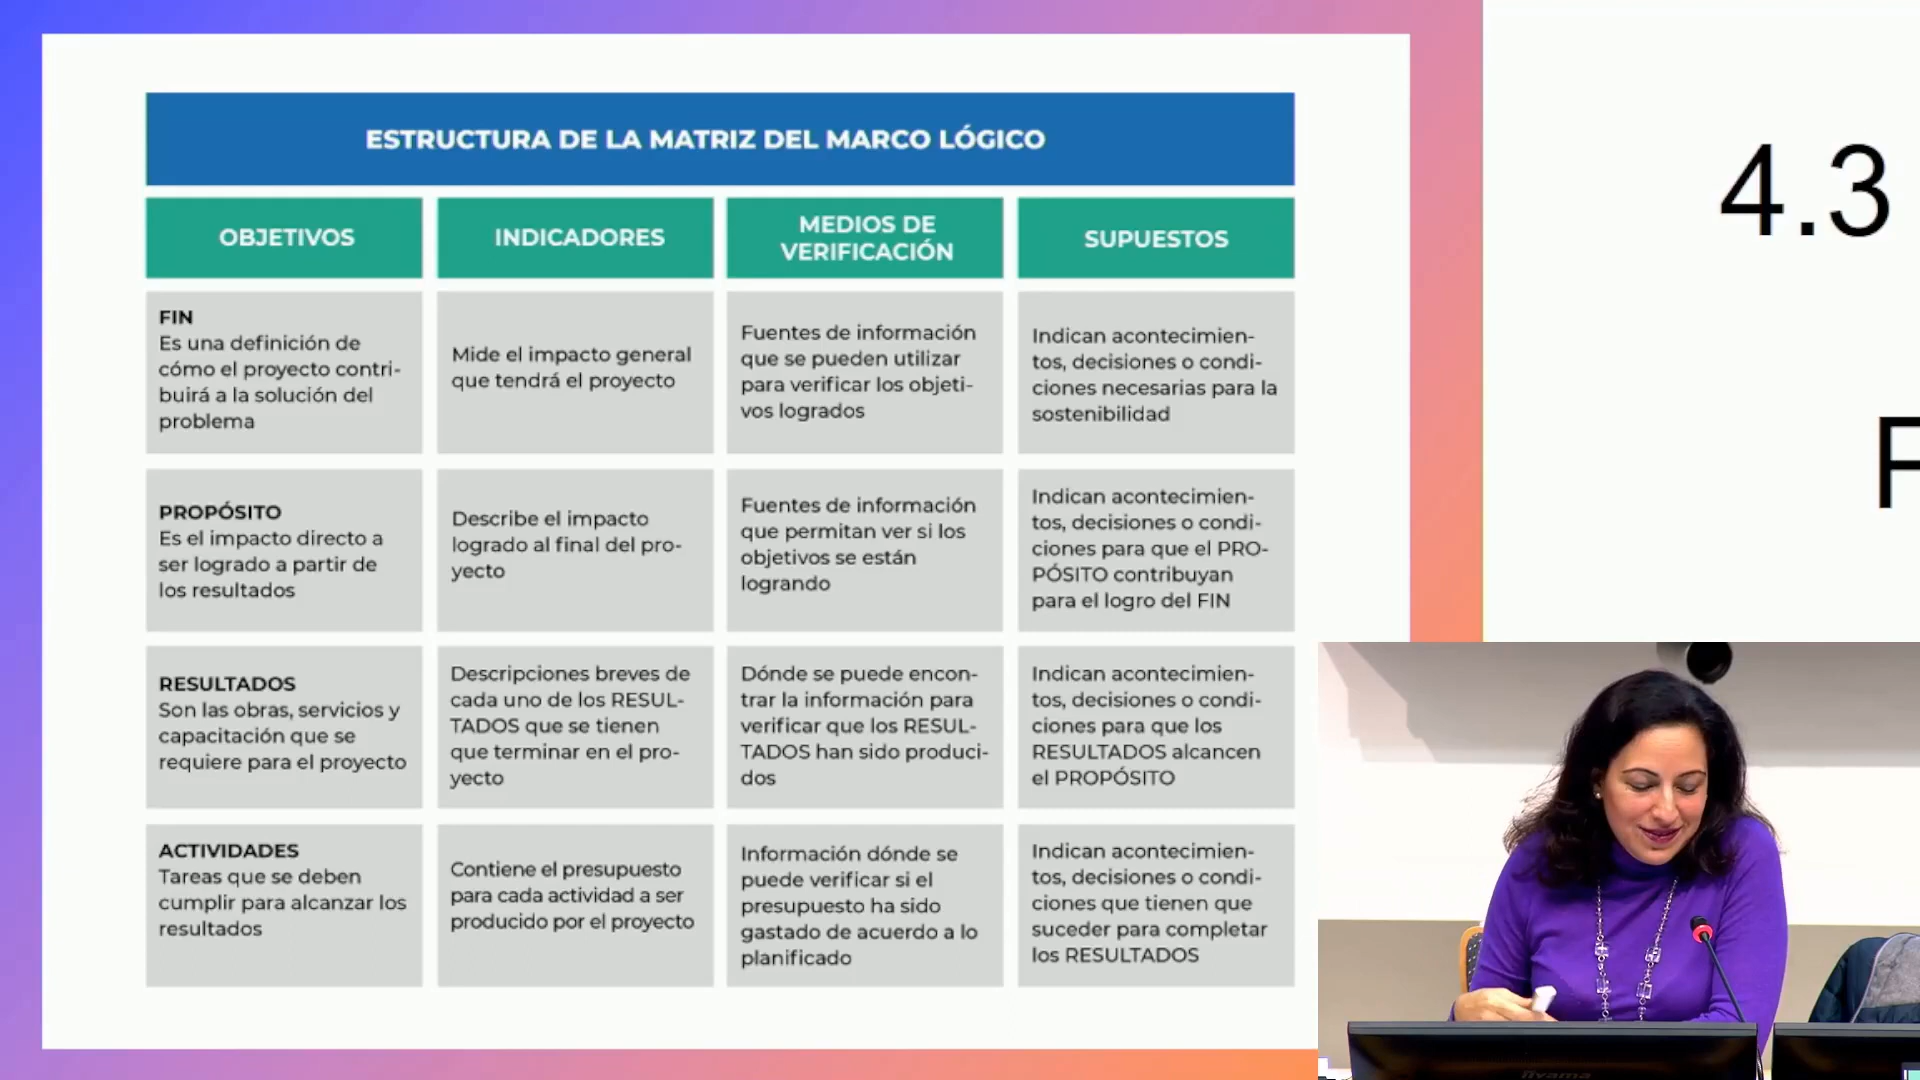 ESTRUCTURA DE LA MATRIZ DEL MARCO LÓGICO
OBJETIVOS
INDICADORES
MEDIOS DE
VERIFICACIÓN
SUPUESTOS
FIN
Es una definición de
cómo el proyecto contri-
buirá a la solución del
problema
Mide el impacto general
que tendrá el proyecto
Fuentes de información
que se pueden utilizar
para verificar los objeti-
vos logrados
Indican acontecimien-
tos, decisiones o condi-
ciones necesarias para la
sostenibilidad
PROPÓSITO
Es el impacto directo a
ser logrado a partir de
los resultados
Describe el impacto
logrado al final del pro-
yecto
Fuentes de información
que permitan ver si los
objetivos se están
logrando
Indican acontecimien-
tos, decisiones o condi-
ciones para que el PRO-
PÓSITO contribuyan
para el logro del FIN
RESULTADOS
Son las obras, servicios y
capacitación que se
requiere para el proyecto
Descripciones breves de
cada uno de los RESUL-
TADOS que se tienen
que terminar en el pro-
yecto
Dónde se puede encon-
trar la información para
verificar que los RESUL-
TADOS han sido produci-
dos
Indican acontecimien-
tos, decisiones o condi-
ciones para que los
RESULTADOS alcancen
el PROPÓSITO
ACTIVIDADES
Tareas que se deben
cumplir para alcanzar los
resultados
Contiene el presupuesto
para cada actividad a ser
producido por el proyecto
Información dónde se
puede verificar si el
presupuesto ha sido
gastado de acuerdo a lo
planificado
Indican acontecimien-
tos, decisiones o condi-
ciones que tienen que
suceder para completar
los RESULTADOS
4.3
iiyama